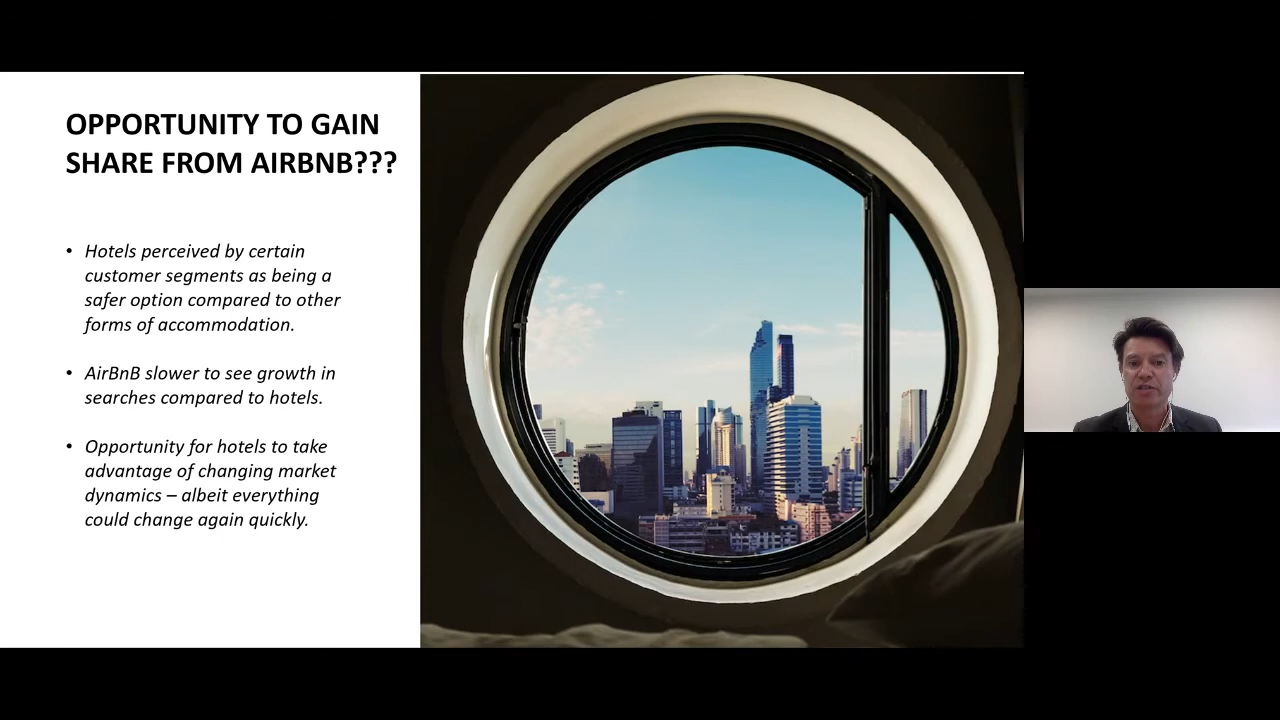 OPPORTUNITY TO GAIN
SHARE FROM AIRBNB???
• Hotels perceived by certain
customer segments as being a
safer option compared to other
forms of accommodation.
• AirBnB slower to see growth in
searches compared to hotels.
• Opportunity for hotels to take
advantage of changing market
dynamics – albeit everything
could change again quickly.